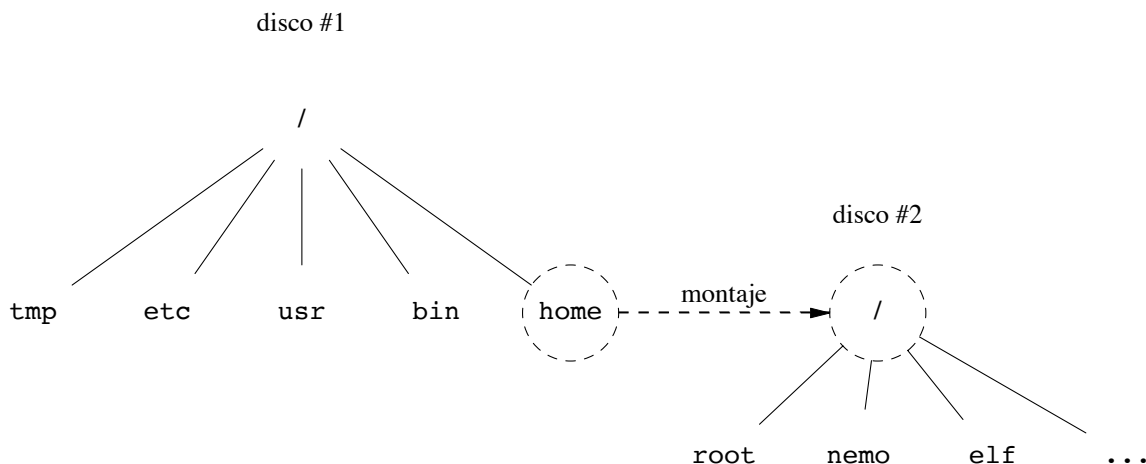 disco #1
/
disco #2
tmp etc usr bin home montaje /
root nemo elf ...